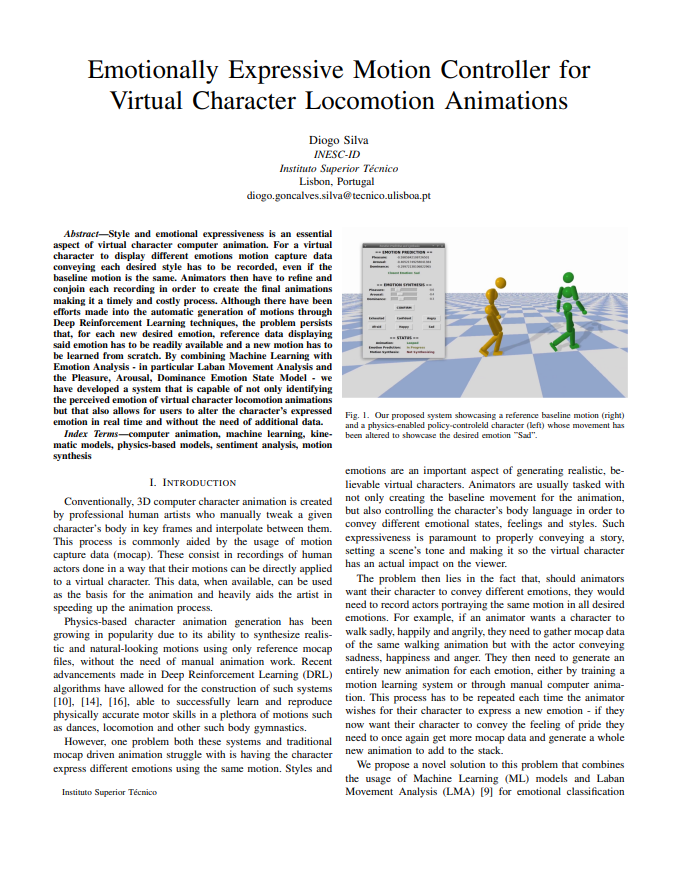 Emotionally Expressive Motion Controller for
Virtual Character Locomotion Animations
Diogo Silva
INESC-ID
Instituto Superior Técnico
Lisbon, Portugal
diogo.goncalves.silva@tecnico.ulisboa.pt
Abstract—Style and emotional expressiveness is an essential
aspect of virtual character computer animation. For a virtual
character to display different emotions motion capture data
conveying each desired style has to be recorded, even if the
baseline motion is the same. Animators then have to refine and
conjoin each recording in order to create the final animations
making it a timely and costly process. Although there have been
efforts made into the automatic generation of motions through
Deep Reinforcement Learning techniques, the problem persists
that, for each new desired emotion, reference data displaying
said emotion has to be readily available and a new motion has to
be learned from scratch. By combining Machine Learning with
Emotion Analysis - in particular Laban Movement Analysis and
the Pleasure, Arousal, Dominance Emotion State Model - we
have developed a system that is capable of not only identifying
the perceived emotion of virtual character locomotion animations
but that also allows for users to alter the character's expressed
emotion in real time and without the need of additional data.
Index Terms—computer animation, machine learning, kine-
matic models, physics-based models, sentiment analysis, motion
synthesis
I. INTRODUCTION
Conventionally, 3D computer character animation is created
by professional human artists who manually tweak a given
character's body in key frames and interpolate between them.
This process is commonly aided by the usage of motion
capture data (mocap). These consist in recordings of human
actors done in a way that their motions can be directly applied
to a virtual character. This data, when available, can be used
as the basis for the animation and heavily aids the artist in
speeding up the animation process.
Physics-based character animation generation has been
growing in popularity due to its ability to synthesize realis-
tic and natural-looking motions using only reference mocap
files, without the need of manual animation work. Recent
advancements made in Deep Reinforcement Learning (DRL)
algorithms have allowed for the construction of such systems
[10], [14], [16], able to successfully learn and reproduce
physically accurate motor skills in a plethora of motions such
as dances, locomotion and other such body gymnastics.
However, one problem both these systems and traditional
mocap driven animation struggle with is having the character
express different emotions using the same motion. Styles and
Instituto Superior Técnico
== EMOTION PREDICTION ==
Pleasure:
Arousal:
Dominance:
== EMOTION SYNTHESIS ==
Pleasure:
Arousal:
Dominance:
CONFIRM
Exhausted
Confident
Angry
Afraid
Happy
Sad
== STATUS ==
Animation:
Emotion Prediction: In Progress
Motion Synthesis: Not Synthesizing
Fig. 1. Our proposed system showcasing a reference baseline motion (right)
and a physics-enabled policy-controleld character (left) whose movement has
been altered to showcase the desired emotion "Sad".
emotions are an important aspect of generating realistic, be-
lievable virtual characters. Animators are usually tasked with
not only creating the baseline movement for the animation,
but also controlling the character's body language in order to
convey different emotional states, feelings and styles. Such
expressiveness is paramount to properly conveying a story,
setting a scene's tone and making it so the virtual character
has an actual impact on the viewer.
The problem then lies in the fact that, should animators
want their character to convey different emotions, they would
need to record actors portraying the same motion in all desired
emotions. For example, if an animator wants a character to
walk sadly, happily and angrily, they need to gather mocap data
of the same walking animation but with the actor conveying
sadness, happiness and anger. They then need to generate an
entirely new animation for each emotion, either by training a
motion learning system or through manual computer anima-
tion. This process has to be repeated each time the animator
wishes for their character to express a new emotion - if they
now want their character to convey the feeling of pride they
need to once again get more mocap data and generate a whole
new animation to add to the stack.
We propose a novel solution to this problem that combines
the usage of Machine Learning (ML) models and Laban
Movement Analysis (LMA) [9] for emotional classification